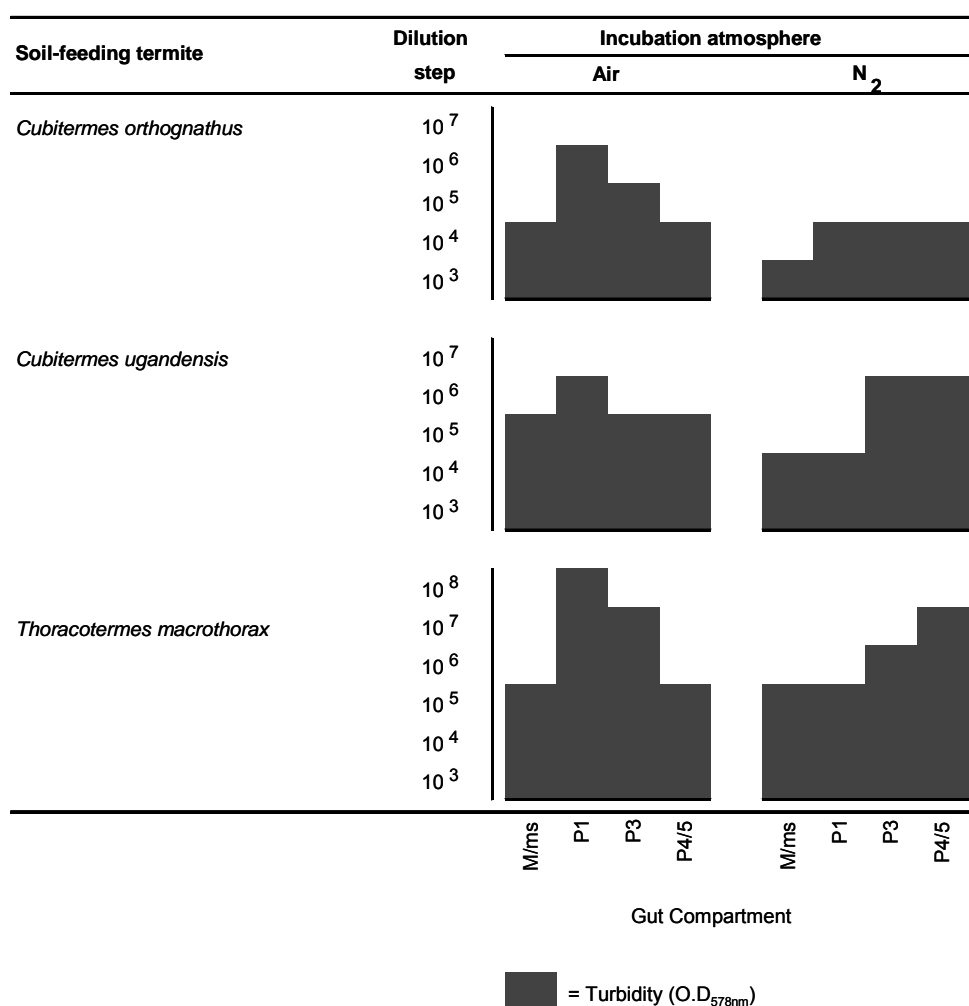 Soil-feeding termite
Dilution step
Incubation atmosphere
Air
N2
Cubitermes orthognathus
10 7
10 6
10 5
10 4
10 3
Cubitermes ugandensis
10 7
10 6
10 5
10 4
10 3
Thoracotermes macrothorax
10 8
10 7
10 6
10 5
10 4
10 3
M/ms P1 P3 P4/5 M/ms P1 P3 P4/5
Gut Compartment
= Turbidity (O.D578nm)